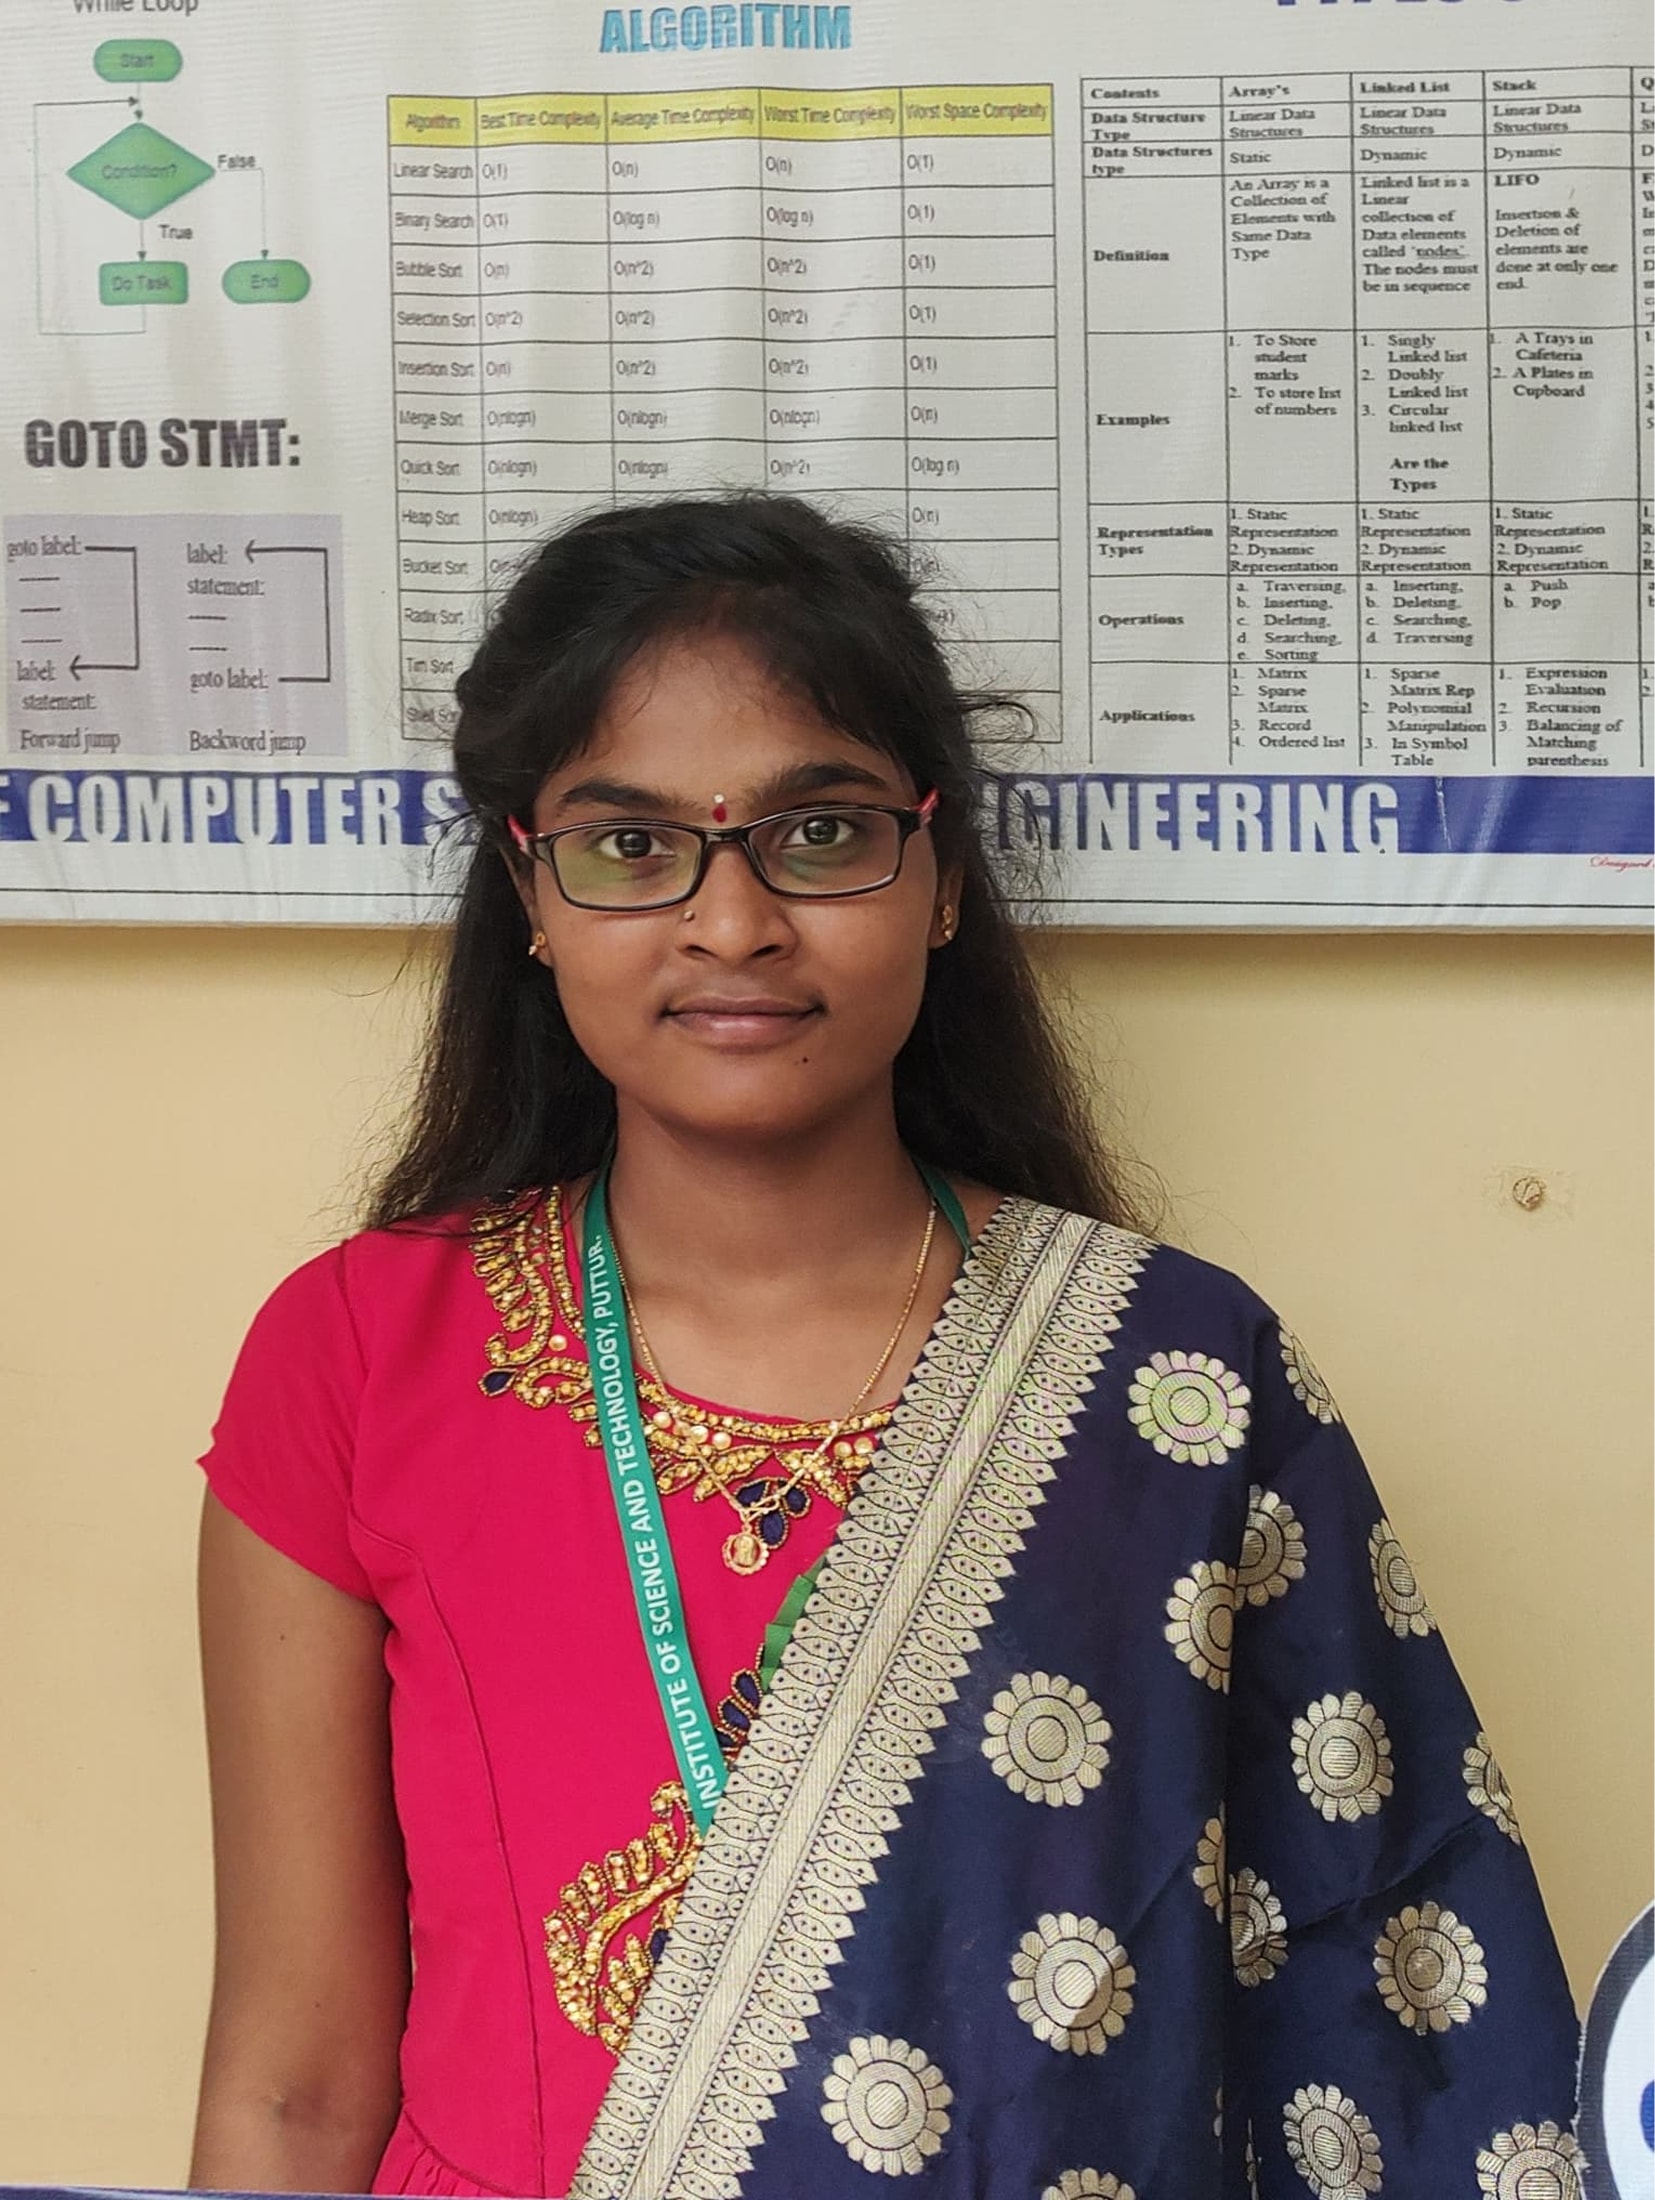 While Loop
Start
Condition?
False
True
Do Task
End
GOTO STMT:
goto label:
label:
statement:
Forward jump
label:
statement:
goto label:
Backword jump
ALGORITHM
Algorithm Best Time Complexity Average Time Complexity Worst Time Complexity Worst Space Complexity
Linear Search O(1) O(n) O(n) O(1)
Binary Search O(1) O(log n) O(log n) O(1)
Bubble Sort O(n) O(n^2) O(n^2) O(1)
Selection Sort O(n^2) O(n^2) O(n^2) O(1)
Insertion Sort O(n) O(n^2) O(n^2) O(1)
Merge Sort O(nlogn) O(nlogn) O(nlogn) O(n)
Quick Sort O(nlogn) O(nlogn) O(n^2) O(log n)
Heap Sort O(nlogn) O(n)
Bucket Sort
Radix Sort
Tim Sort
Shell
Contents Array's Linked List Stack
Data Structure Type Linear Data Structures Linear Data Structures Linear Data Structures
Data Structures type Static Dynamic Dynamic
Definition
An Array is a
Collection of
Elements with
Same Data
Type
Linked list is a
Linear
collection of
Data elements
called "nodes".
The nodes must
be in sequence
LIFO
Insertion &
Deletion of
elements are
done at only one
end.
Examples
1. To Store
student
marks
2. To store list
of numbers
1. Singly
Linked list
2. Doubly
Linked list
3. Circular
linked list
Are the
Types
1. A Trays in
Cafeteria
2. A Plates in
Cupboard
Representation
Types
1. Static
Representation
2. Dynamic
Representation
1. Static
Representation
2. Dynamic
Representation
1. Static
Representation
2. Dynamic
Representation
Operations
a. Traversing,
b. Inserting,
c. Deleting,
d. Searching,
e. Sorting
a. Inserting,
b. Deleting,
c. Searching,
d. Traversing
a. Push
b. Pop
Applications
1. Matrix
2. Sparse
Matrix
3. Record
4. Ordered list
1. Sparse
Matrix Rep
2. Polynomial
Manipulation
3. In Symbol
Table
1. Expression
Evaluation
2. Recursion
3. Balancing of
Matching
parenthesis
COMPUTER S GINEERING
Designed
INSTITUTE OF SCIENCE AND TECHNOLOGY, PUTTUR.